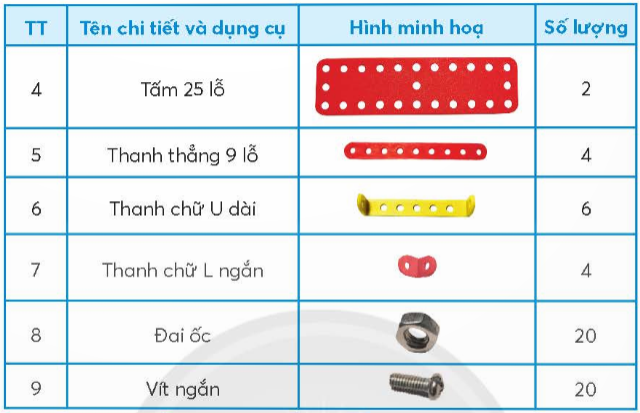 TT Tên chi tiết và dụng cụ Hình minh hoạ Số lượng
4 Tấm 25 lỗ 2
5 Thanh thẳng 9 lỗ 4
6 Thanh chữ U dài 6
7 Thanh chữ L ngắn 4
8 Đai ốc 20
9 Vít ngắn 20